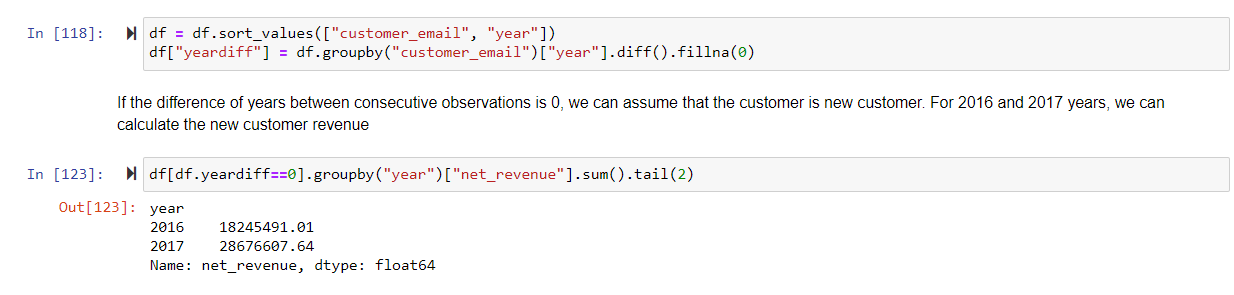 In [118]: df = df.sort_values(["customer_email", "year"])
df["yeardiff"] = df.groupby("customer_email")["year"].diff().fillna(0)
If the difference of years between consecutive observations is 0, we can assume that the customer is new customer. For 2016 and 2017 years, we can
calculate the new customer revenue
In [123]: df[df.yeardiff==0].groupby("year")["net_revenue"].sum().tail(2)
Out[123]: year
2016    18245491.01
2017    28676607.64
Name: net_revenue, dtype: float64